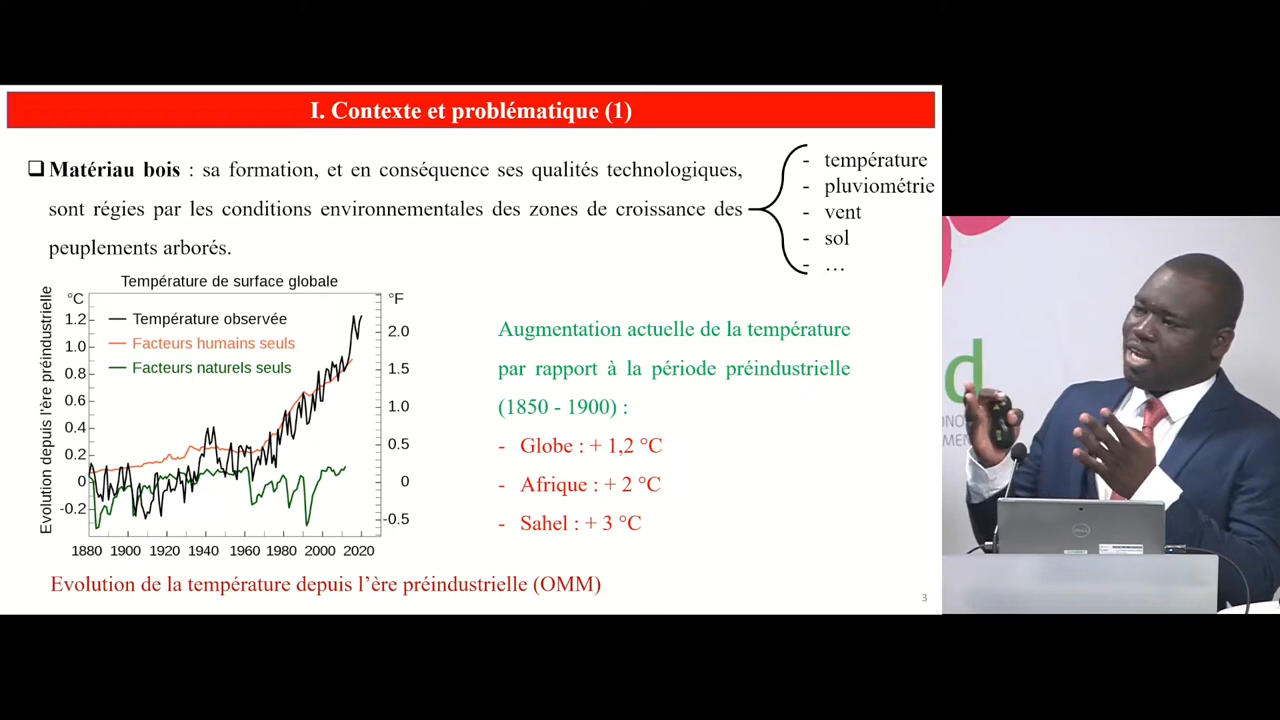 I. Contexte et problématique (1)
Matériau bois : sa formation, et en conséquence ses qualités technologiques,
sont régies par les conditions environnementales des zones de croissance des
peuplements arborés.
- température
- pluviométrie
- vent
- sol
- …
Température de surface globale
°C
°F
Evolution depuis l'ère préindustrielle
Température observée
Facteurs humains seuls
Facteurs naturels seuls
1.2
1.0
0.8
0.6
0.4
0.2
0
-0.2
2.0
1.5
1.0
0.5
0
-0.5
1880 1900 1920 1940 1960 1980 2000 2020
Evolution de la température depuis l’ère préindustrielle (OMM)
Augmentation actuelle de la température
par rapport à la période préindustrielle
(1850 - 1900) :
- Globe : + 1,2 °C
- Afrique : + 2 °C
- Sahel : + 3 °C
3
d
DELL